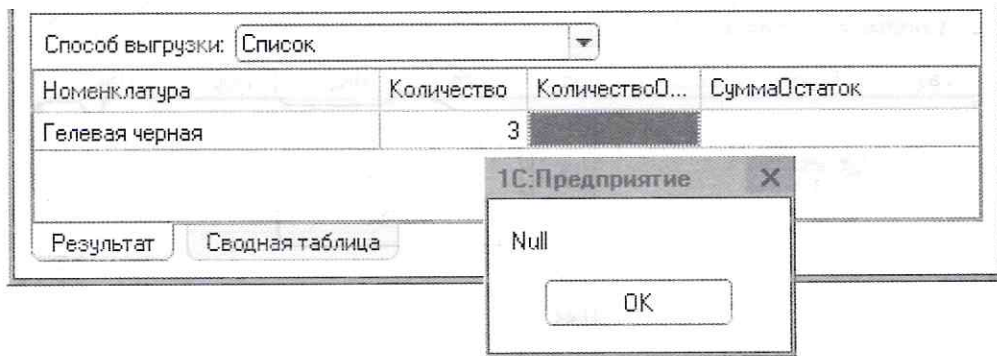 Способ выгрузки: Список
Номенклатура Количество КоличествоО... СуммаОстаток
Гелевая черная 3
1С:Предприятие
Null
OK
Результат Сводная таблица